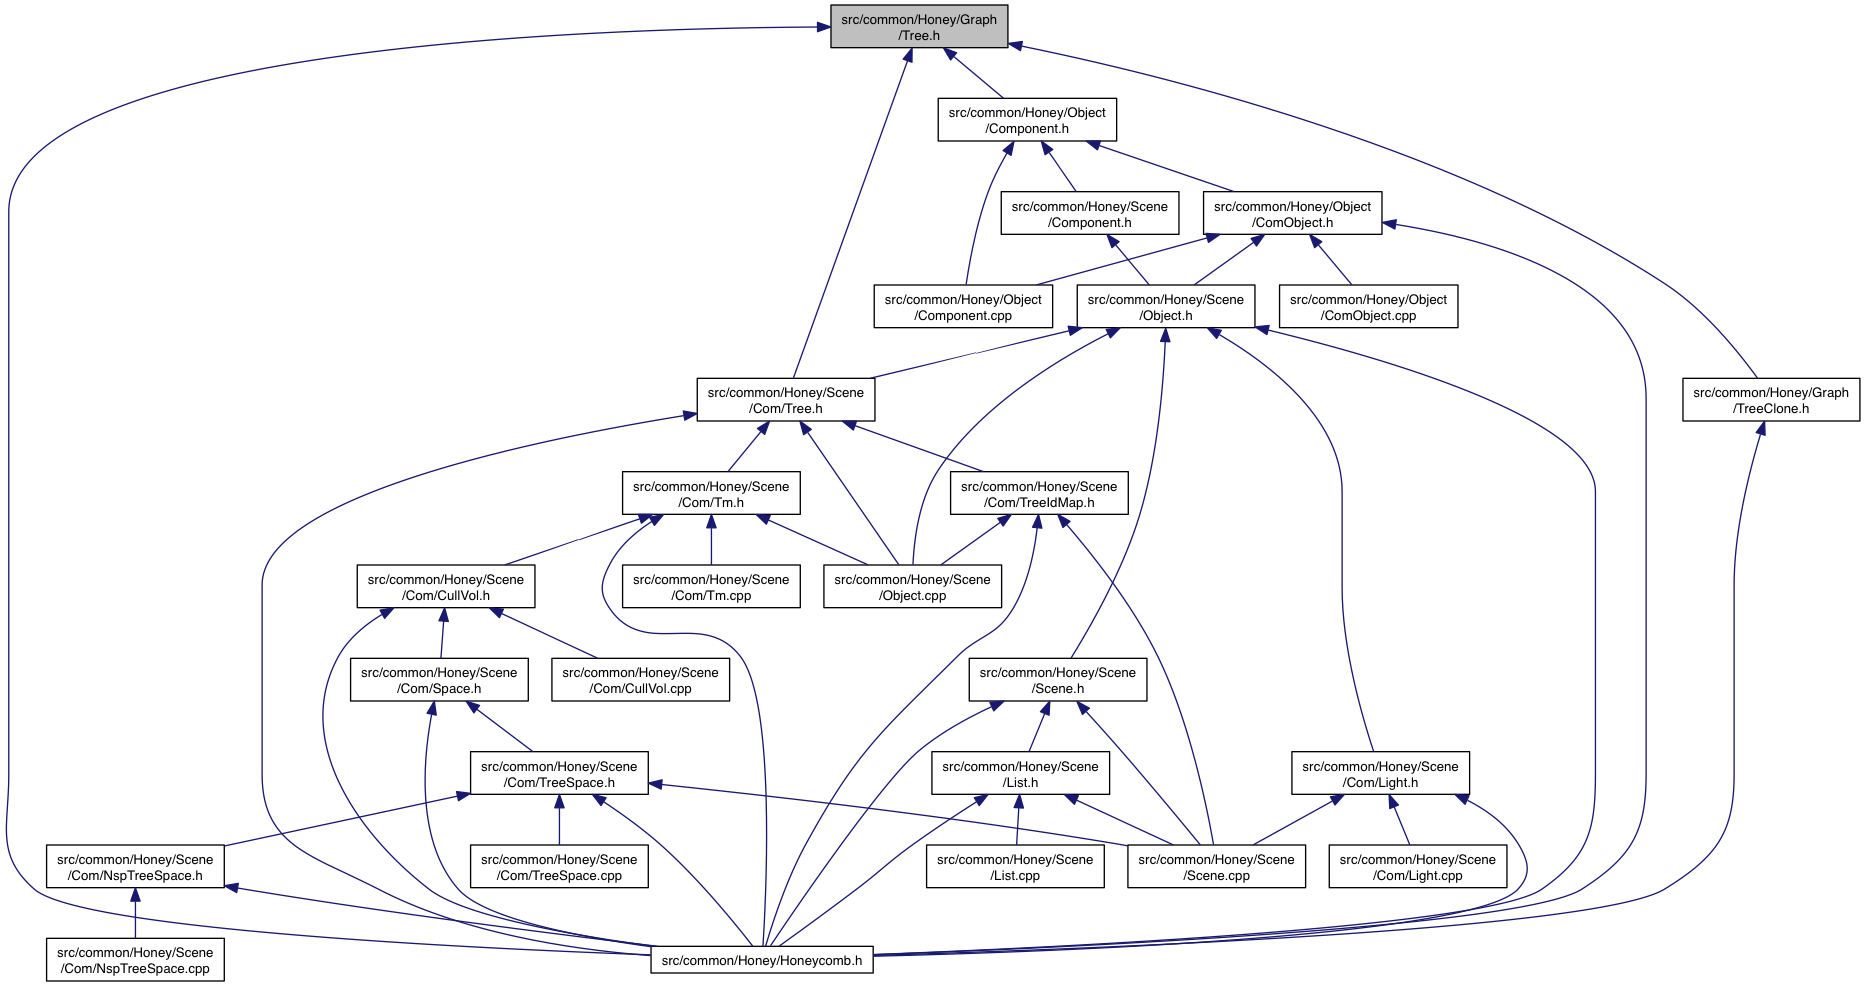 src/common/Honey/Graph
/Tree.h
src/common/Honey/Object
/Component.h
src/common/Honey/Scene
/Component.h
src/common/Honey/Object
/ComObject.h
src/common/Honey/Object
/Component.cpp
src/common/Honey/Scene
/Object.h
src/common/Honey/Object
/ComObject.cpp
src/common/Honey/Scene
/Com/Tree.h
src/common/Honey/Graph
/TreeClone.h
src/common/Honey/Scene
/Com/Tm.h
src/common/Honey/Scene
/Com/TreeIdMap.h
src/common/Honey/Scene
/Com/CullVol.h
src/common/Honey/Scene
/Com/Tm.cpp
src/common/Honey/Scene
/Object.cpp
src/common/Honey/Scene
/Com/Space.h
src/common/Honey/Scene
/Com/CullVol.cpp
src/common/Honey/Scene
/Scene.h
src/common/Honey/Scene
/Com/TreeSpace.h
src/common/Honey/Scene
/List.h
src/common/Honey/Scene
/Com/Light.h
src/common/Honey/Scene
/Com/NspTreeSpace.h
src/common/Honey/Scene
/Com/TreeSpace.cpp
src/common/Honey/Scene
/List.cpp
src/common/Honey/Scene
/Scene.cpp
src/common/Honey/Scene
/Com/Light.cpp
src/common/Honey/Scene
/Com/NspTreeSpace.cpp
src/common/Honey/Honeycomb.h